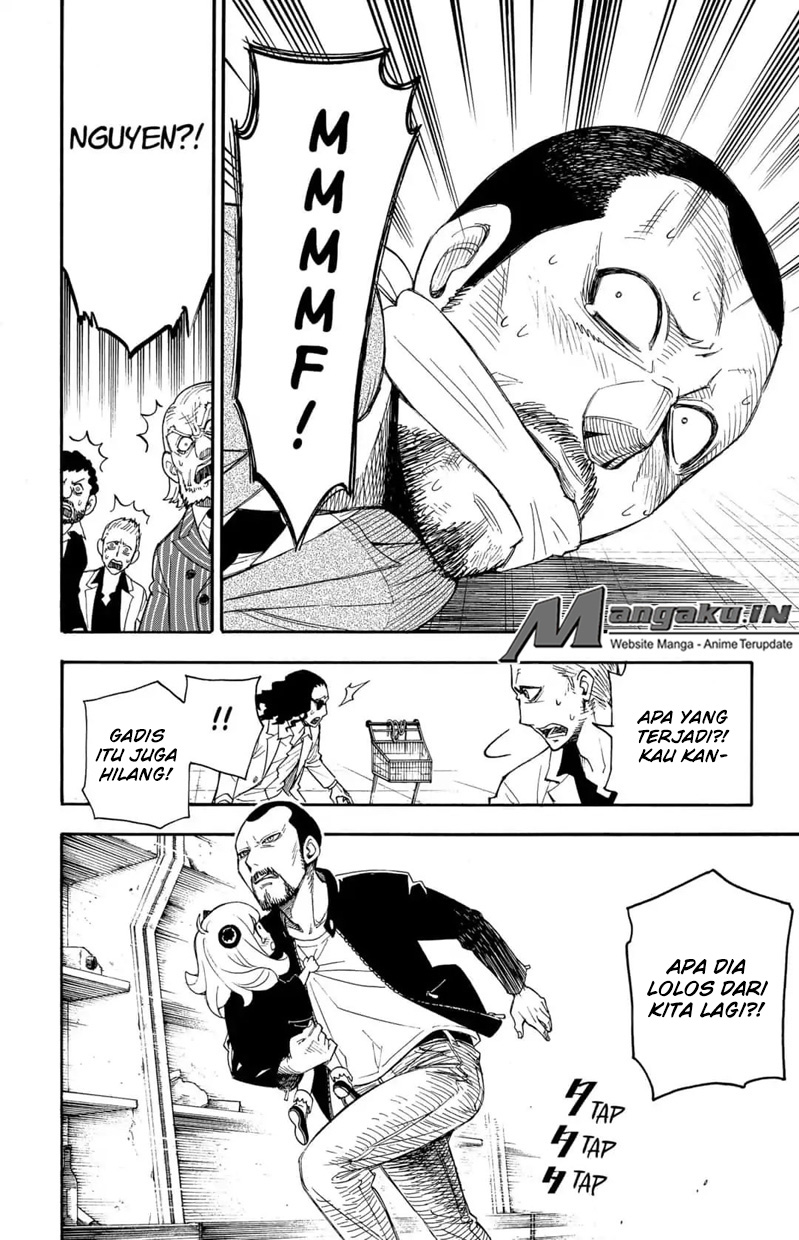 M
M
M
M
F!
NGUYEN?!
Mangaku.IN
Website Manga - Anime Terupdate
APA YANG
TERJADI?!
KAU KAN-
!!
GADIS
ITU JUGA
HILANG!
APA DIA
LOLOS DARI
KITA LAGI?!
タ TAP
タ TAP
タ TAP